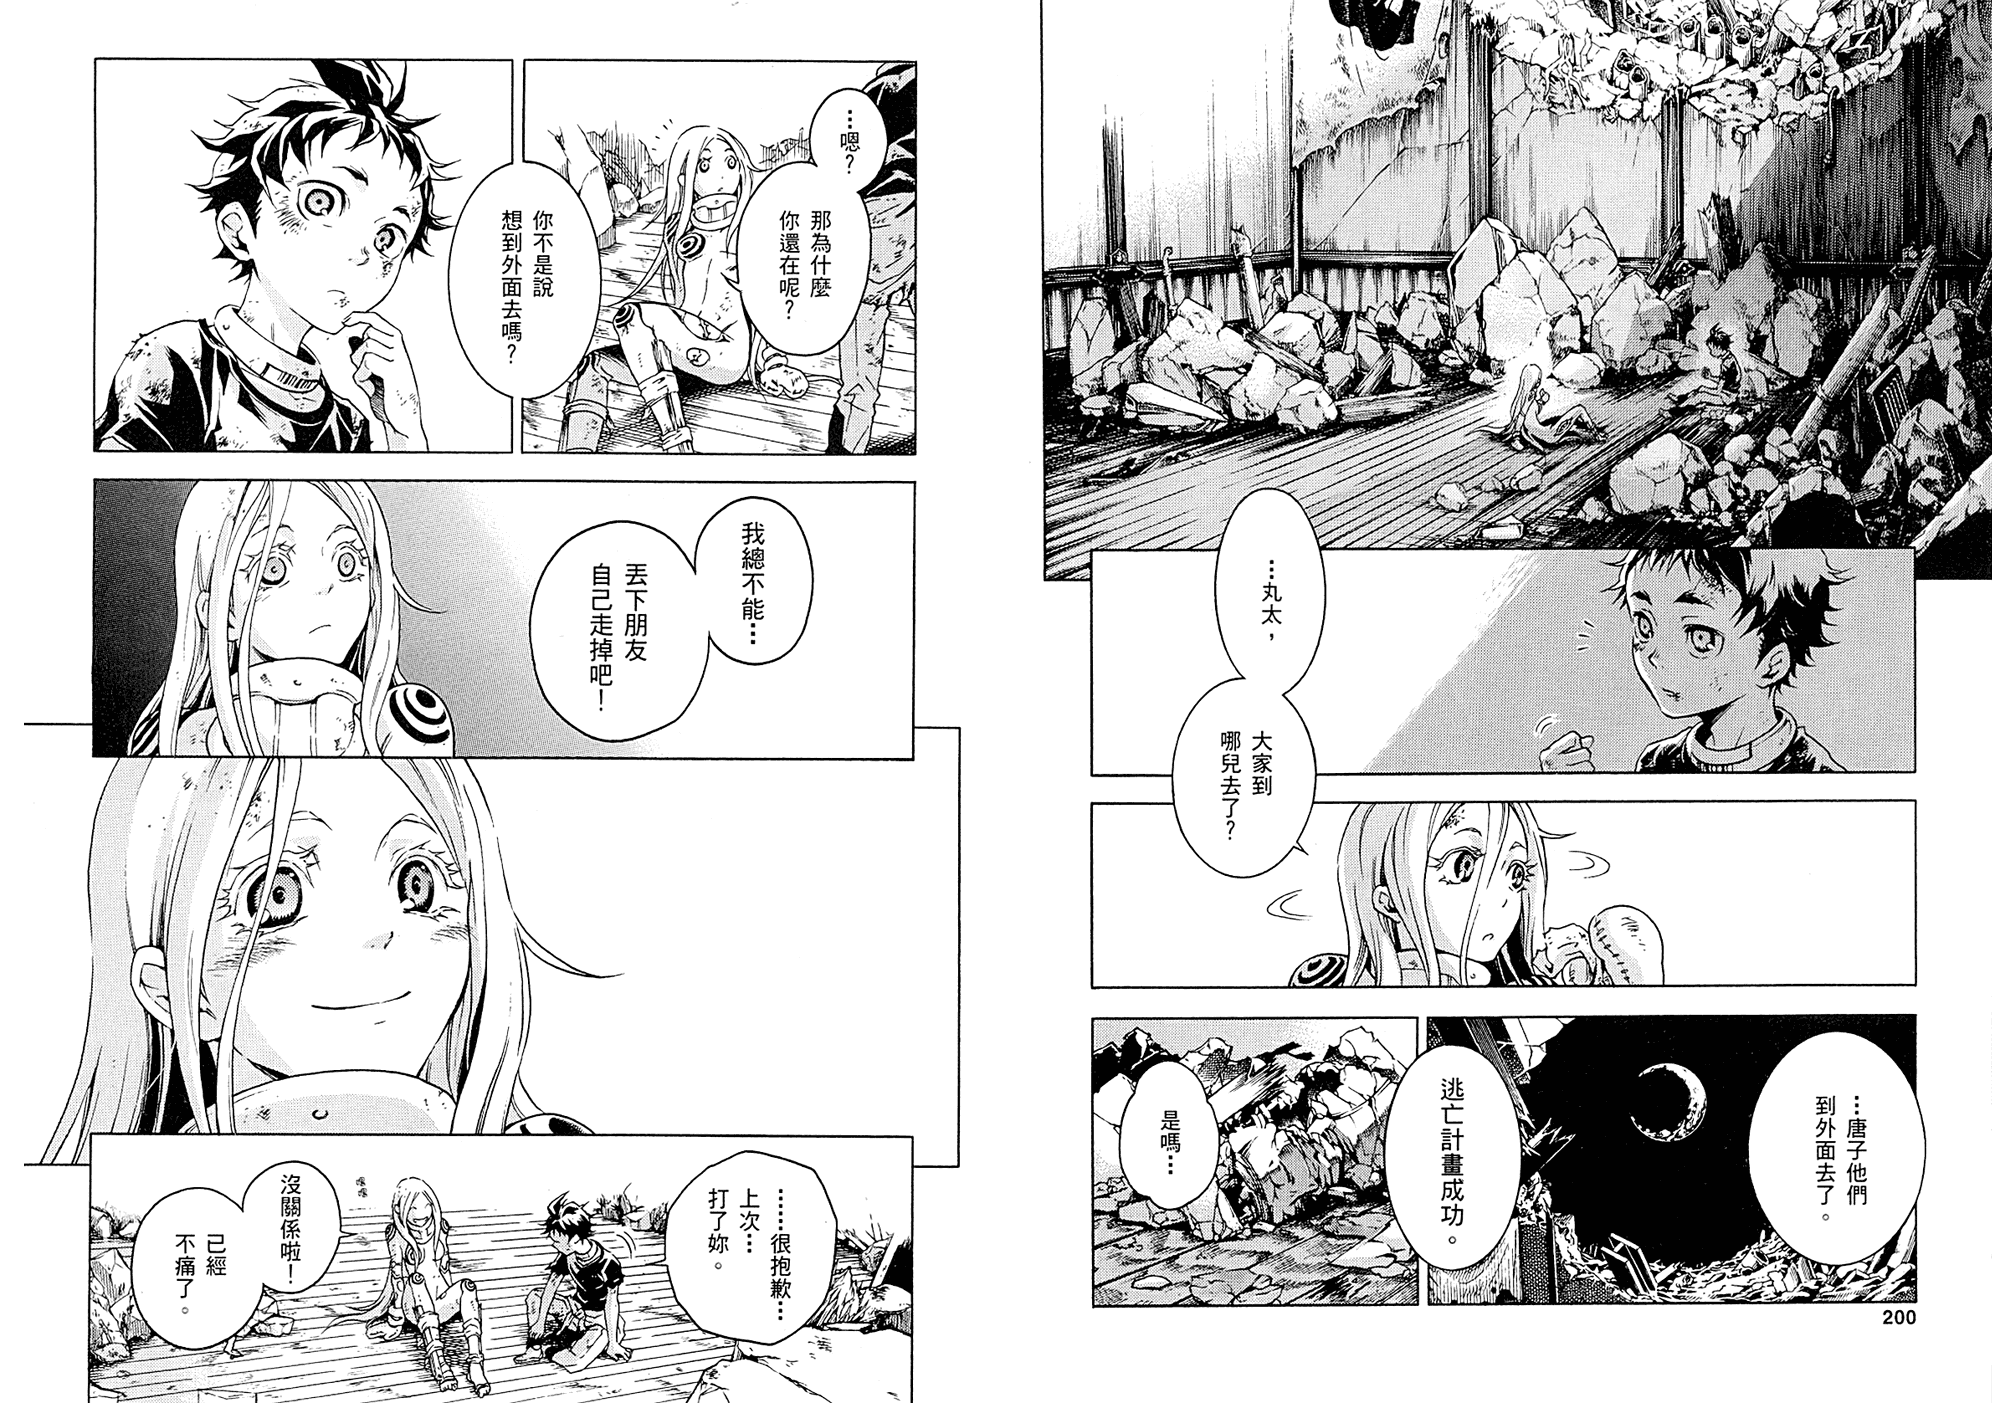 …丸太，
大家到
哪兒去了？
…唐子他們
到外面去了。
逃亡計畫成功。
是嗎…
200
…嗯？
那為什麼
你還在呢？
你不是說
想到外面去嗎？
我總不能…
丟下朋友
自己走掉吧！
……很抱歉…
上次…
打了妳。
沒關係啦！
已經
不痛了。